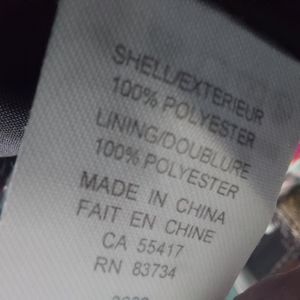 SHELL/EXTERIEUR
100% POLYESTER
LINING/DOUBLURE
100% POLYESTER
MADE IN CHINA
FAIT EN CHINE
CA 55417
RN 83734